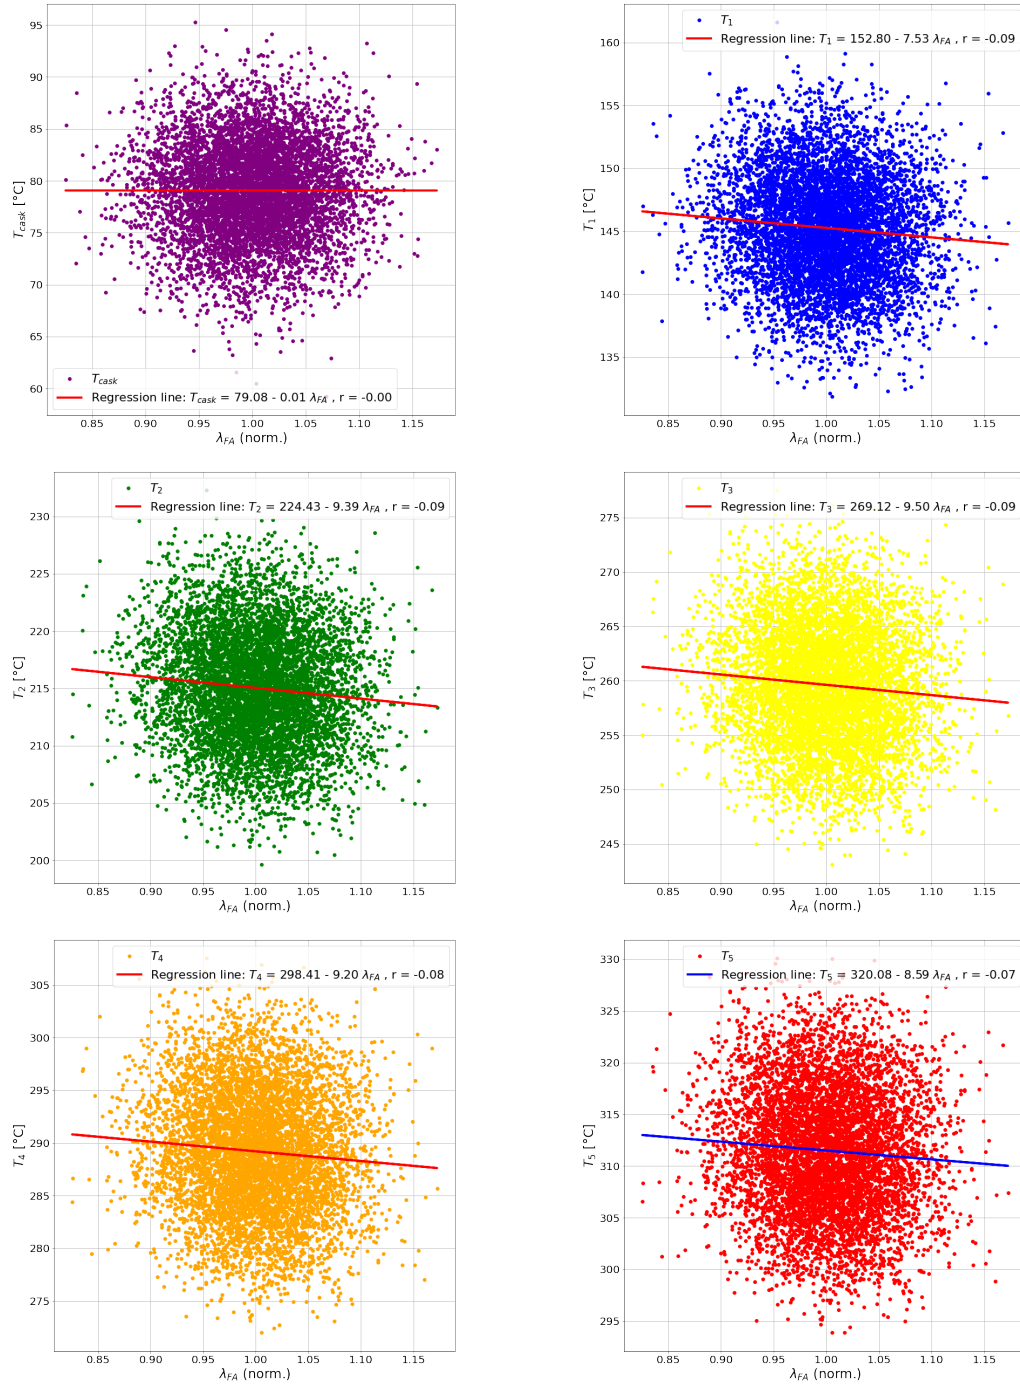 95
90
85
80
75
70
65
60
T_cask [°C]
T_cask
Regression line: T_cask = 79.08 - 0.01 λ_FA , r = -0.00
0.85 0.90 0.95 1.00 1.05 1.10 1.15
λ_FA (norm.)
T_1
Regression line: T_1 = 152.80 - 7.53 λ_FA , r = -0.09
160
155
150
145
140
135
T_1 [°C]
0.85 0.90 0.95 1.00 1.05 1.10 1.15
λ_FA (norm.)
T_2
Regression line: T_2 = 224.43 - 9.39 λ_FA , r = -0.09
230
225
220
215
210
205
200
T_2 [°C]
0.85 0.90 0.95 1.00 1.05 1.10 1.15
λ_FA (norm.)
T_3
Regression line: T_3 = 269.12 - 9.50 λ_FA , r = -0.09
275
270
265
260
255
250
245
T_3 [°C]
0.85 0.90 0.95 1.00 1.05 1.10 1.15
λ_FA (norm.)
T_4
Regression line: T_4 = 298.41 - 9.20 λ_FA , r = -0.08
305
300
295
290
285
280
275
T_4 [°C]
0.85 0.90 0.95 1.00 1.05 1.10 1.15
λ_FA (norm.)
T_5
Regression line: T_5 = 320.08 - 8.59 λ_FA , r = -0.07
330
325
320
315
310
305
300
295
T_5 [°C]
0.85 0.90 0.95 1.00 1.05 1.10 1.15
λ_FA (norm.)